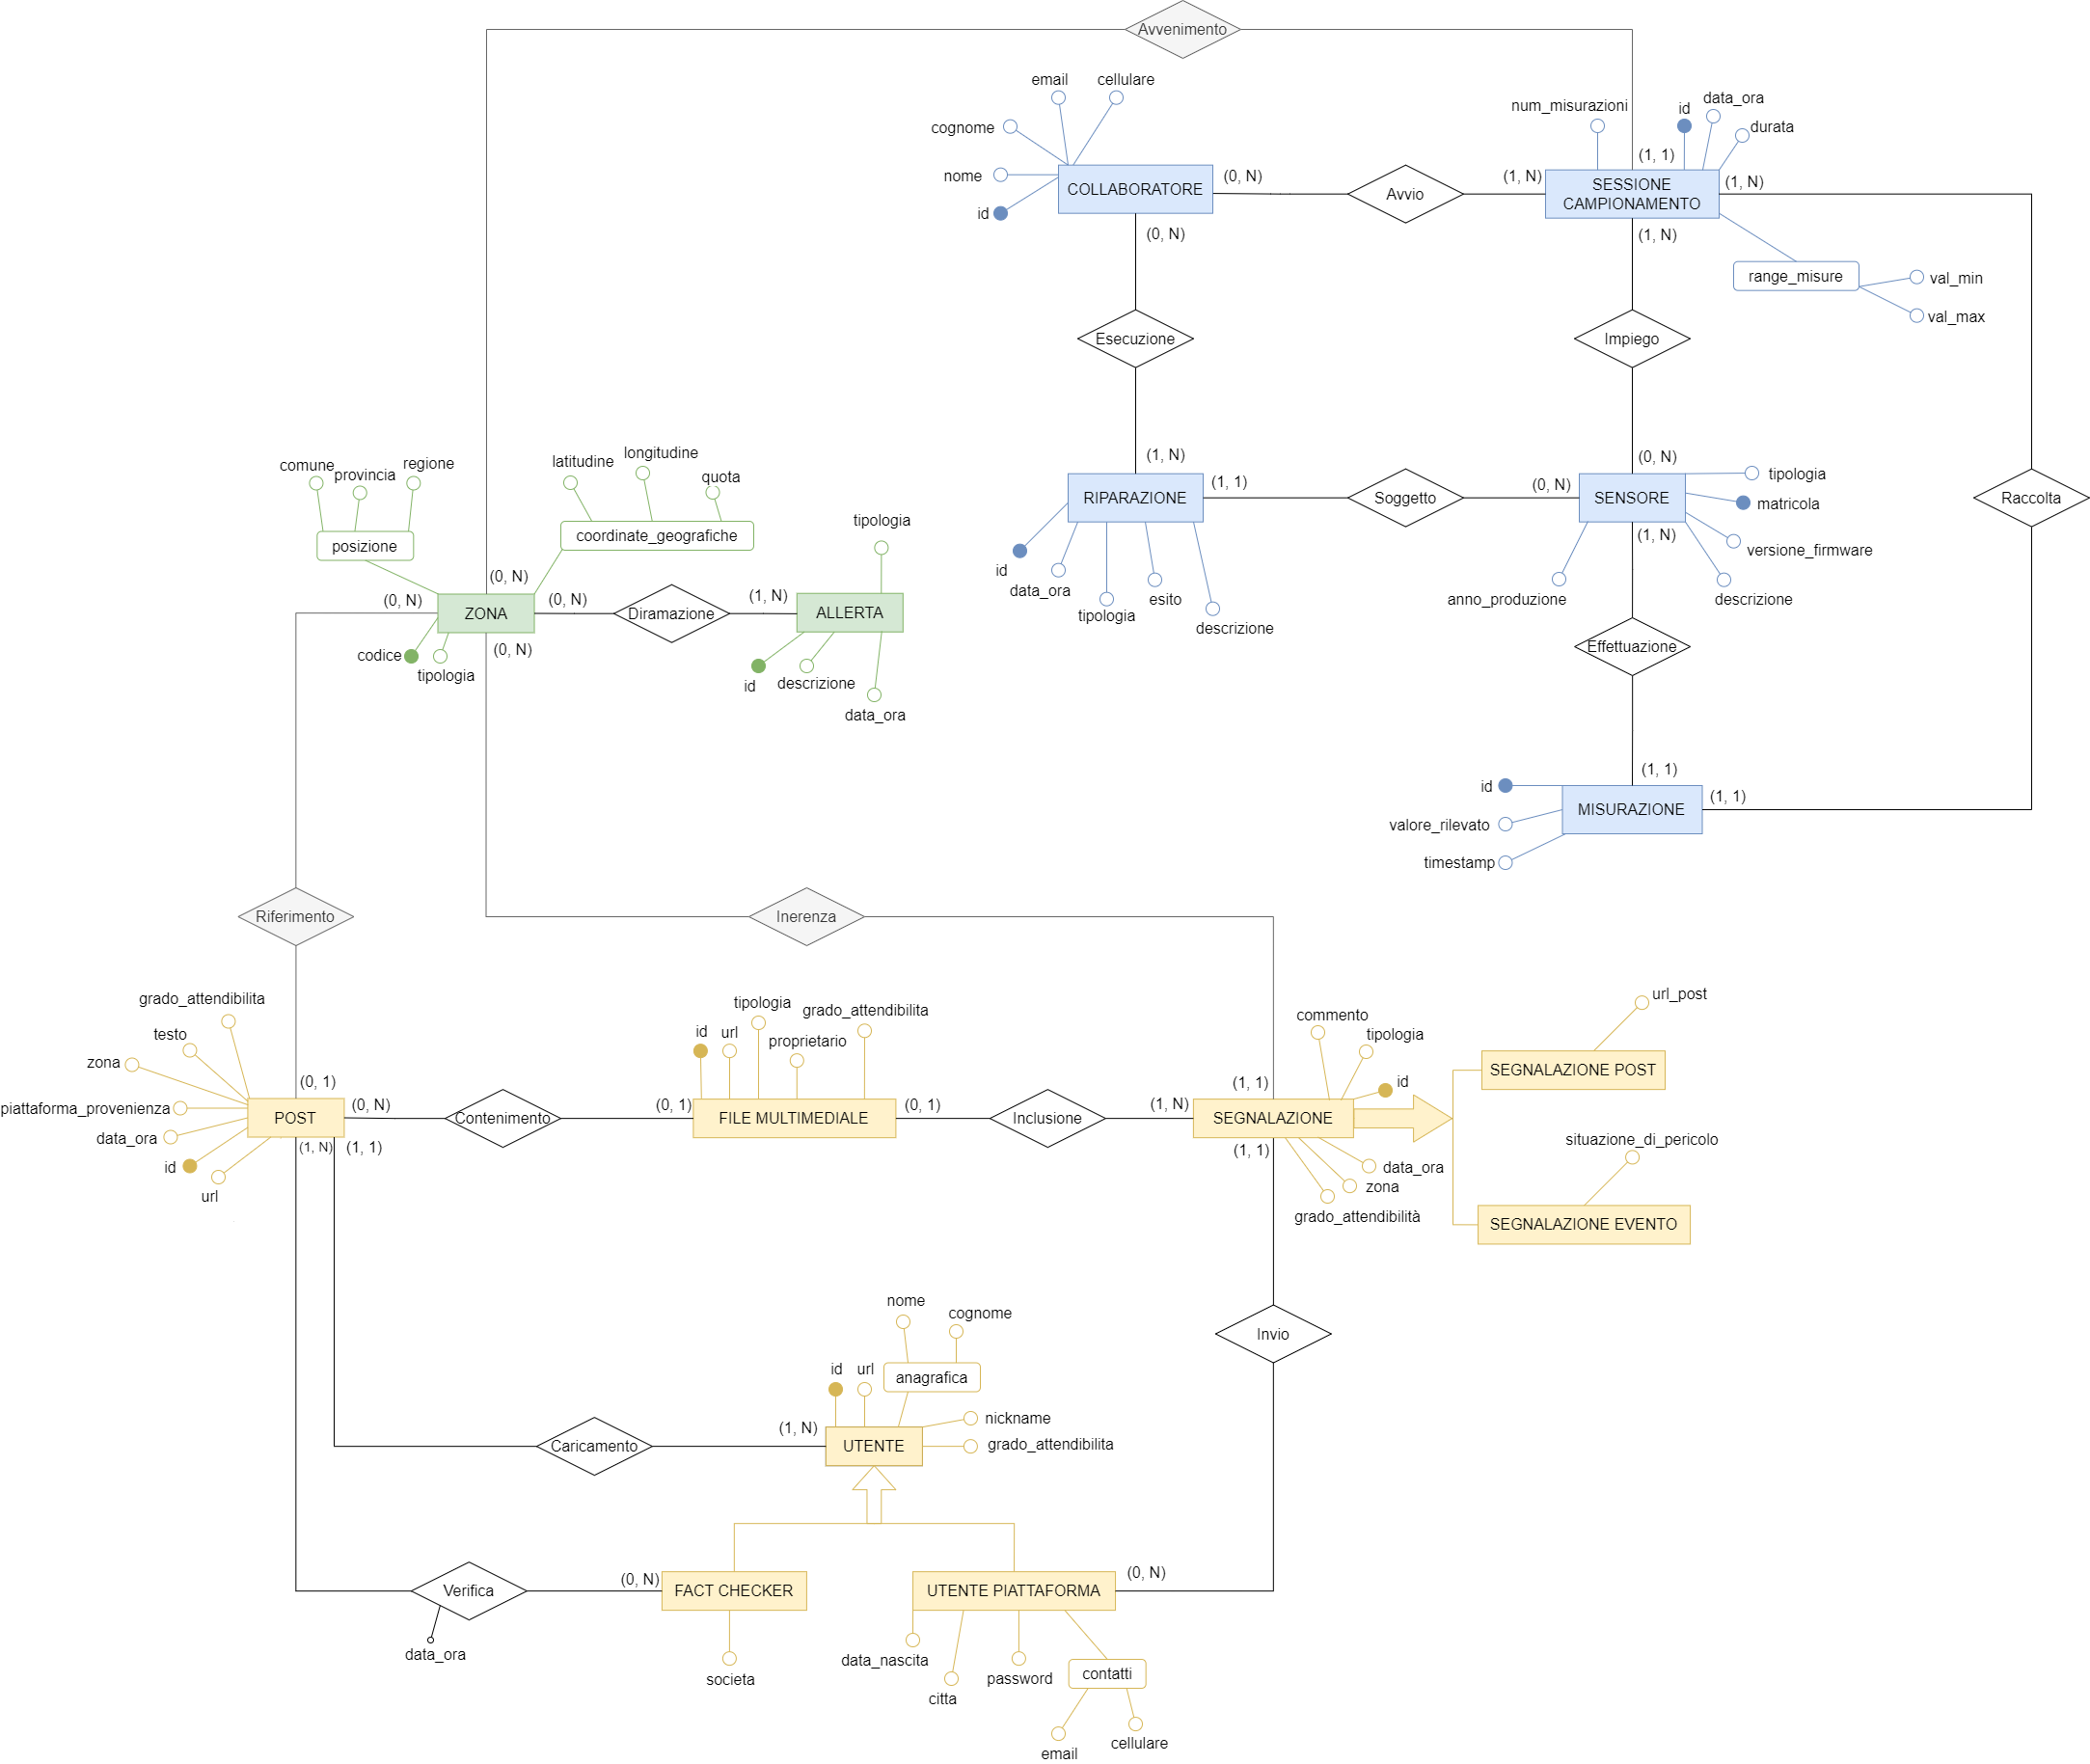 Avvenimento
email
cellulare
cognome
nome
id
COLLABORATORE
(0, N)
(0, N)
Avvio
(1, N)
num_misurazioni
id
data_ora
durata
(1, 1)
SESSIONE
CAMPIONAMENTO
(1, N)
(1, N)
range_misure
val_min
val_max
Esecuzione
Impiego
(1, N)
RIPARAZIONE
(1, 1)
Soggetto
(0, N)
(0, N)
SENSORE
(1, N)
tipologia
matricola
versione_firmware
descrizione
anno_produzione
Raccolta
id
data_ora
tipologia
esito
descrizione
Effettuazione
comune
provincia
regione
posizione
latitudine
longitudine
quota
coordinate_geografiche
(0, N)
(0, N)
ZONA
(0, N)
(0, N)
codice
tipologia
Diramazione
(1, N)
ALLERTA
tipologia
id
descrizione
data_ora
(1, 1)
id
MISURAZIONE
(1, 1)
valore_rilevato
timestamp
Riferimento
Inerenza
grado_attendibilita
testo
zona
piattaforma_provenienza
data_ora
id
url
(0, 1)
POST
(0, N)
(1, N)
(1, 1)
Contenimento
(0, 1)
id
url
tipologia
proprietario
grado_attendibilita
FILE MULTIMEDIALE
(0, 1)
Inclusione
(1, N)
(1, 1)
SEGNALAZIONE
(1, 1)
commento
tipologia
id
data_ora
zona
grado_attendibilità
url_post
SEGNALAZIONE POST
situazione_di_pericolo
SEGNALAZIONE EVENTO
Invio
nome
cognome
id
url
anagrafica
nickname
grado_attendibilita
(1, N)
UTENTE
Caricamento
Verifica
data_ora
(0, N)
FACT CHECKER
societa
UTENTE PIATTAFORMA
(0, N)
data_nascita
citta
password
contatti
email
cellulare